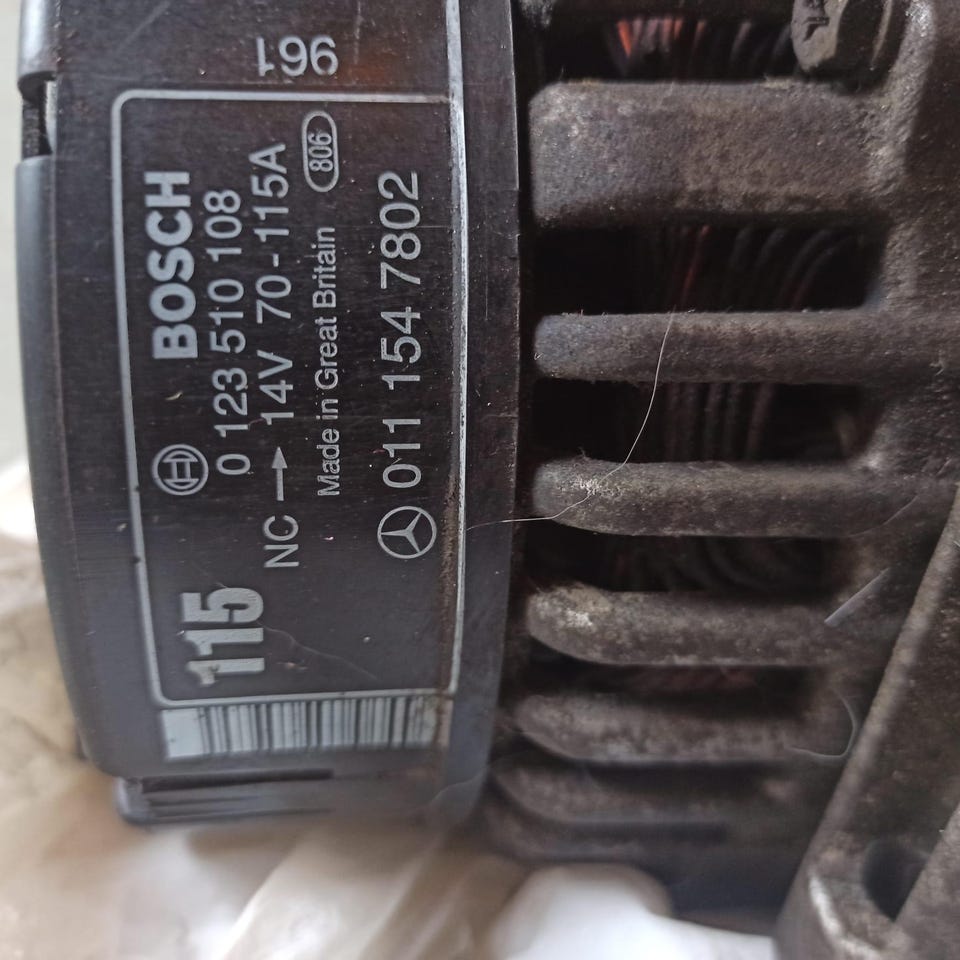 961
BOSCH
0 123 510 108
115
NC → 14V 70-115A
Made in Great Britain 806
011 154 7802